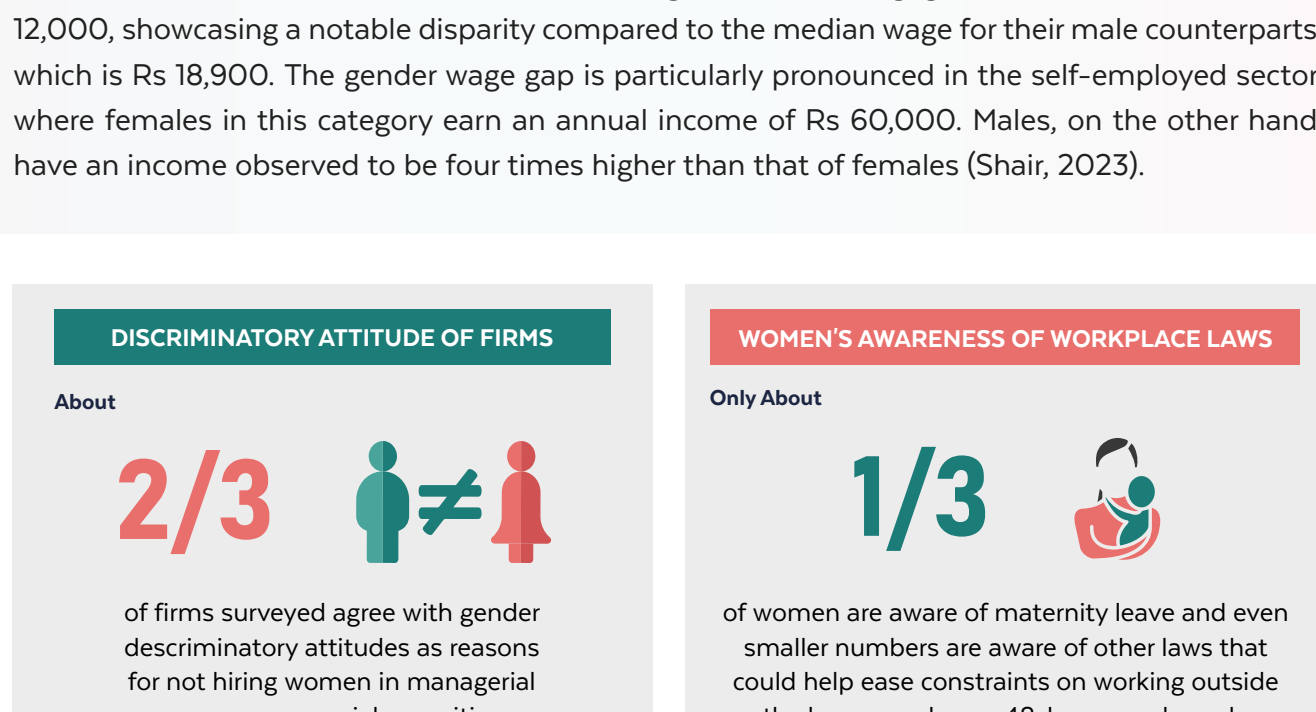 12,000, showcasing a notable disparity compared to the median wage for their male counterparts
which is Rs 18,900. The gender wage gap is particularly pronounced in the self-employed sector
where females in this category earn an annual income of Rs 60,000. Males, on the other hand
have an income observed to be four times higher than that of females (Shair, 2023).
DISCRIMINATORY ATTITUDE OF FIRMS
About
2/3
of firms surveyed agree with gender
descriminatory attitudes as reasons
for not hiring women in managerial
WOMEN'S AWARENESS OF WORKPLACE LAWS
Only About
1/3
of women are aware of maternity leave and even
smaller numbers are aware of other laws that
could help ease constraints on working outside